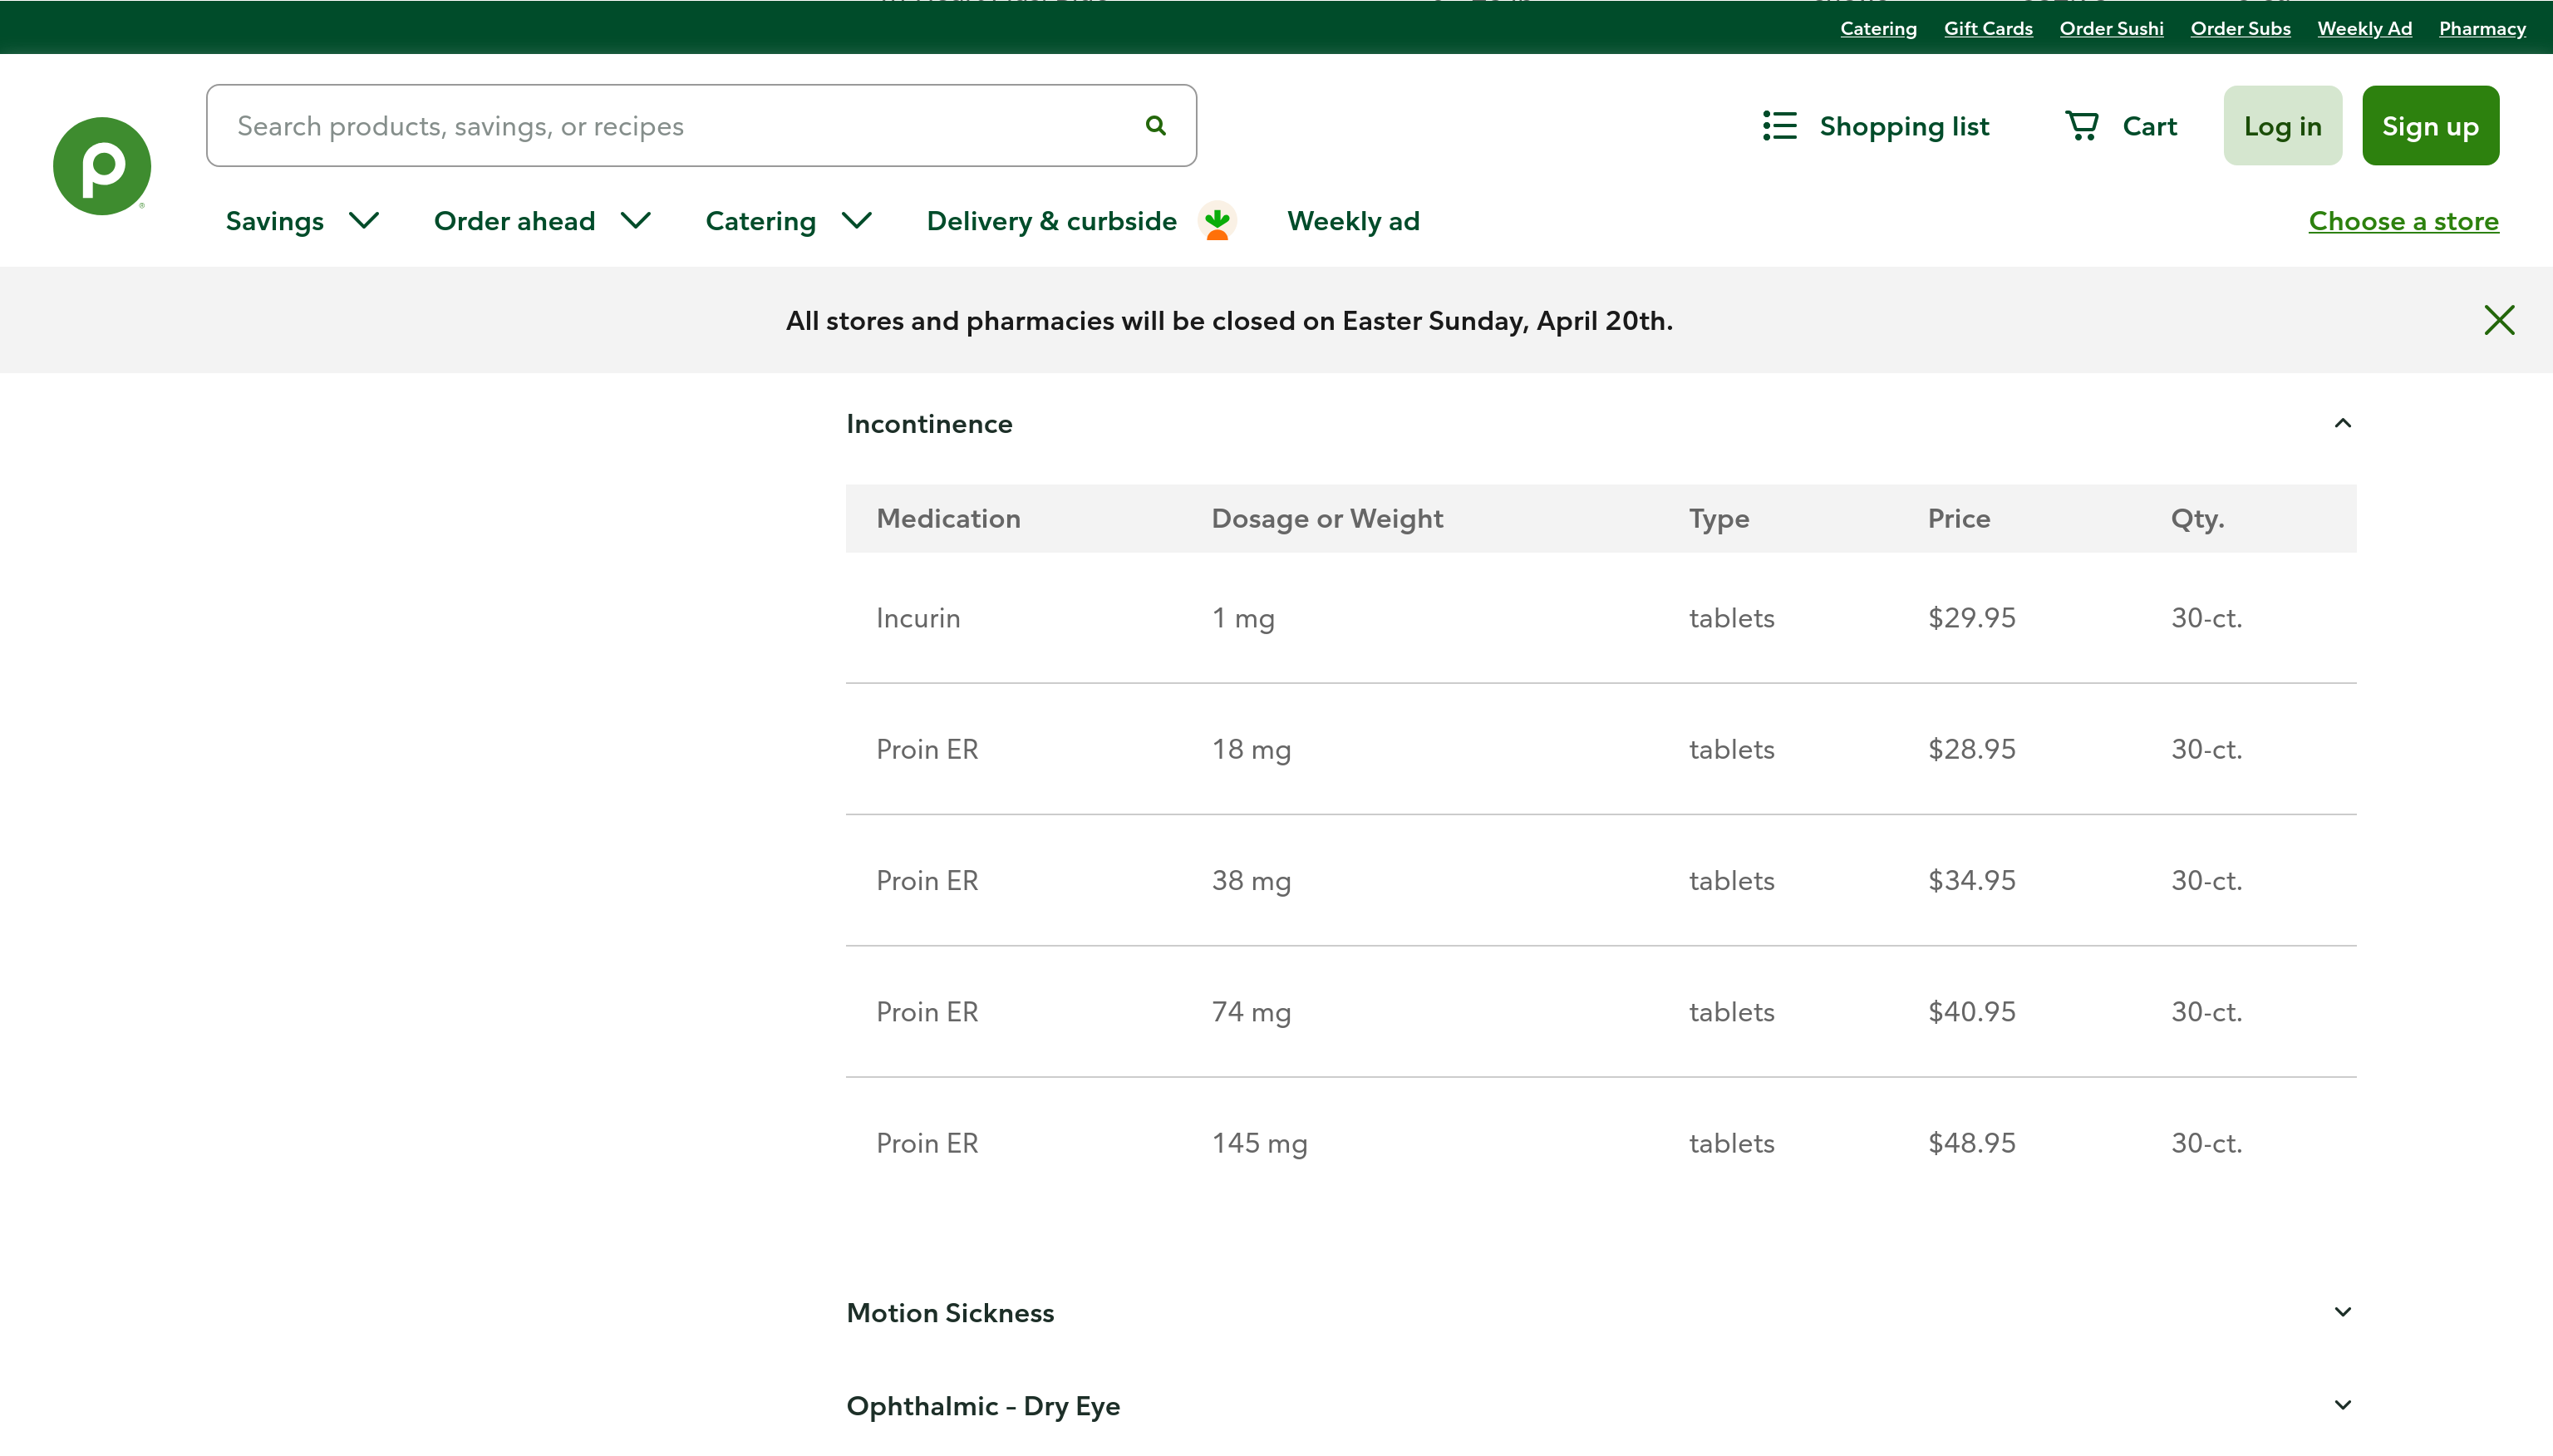 Catering Gift Cards Order Sushi Order Subs Weekly Ad Pharmacy
Search products, savings, or recipes
Shopping list Cart Log in Sign up
p
Savings Order ahead Catering Delivery & curbside Weekly ad Choose a store
All stores and pharmacies will be closed on Easter Sunday, April 20th.
Incontinence
Medication Dosage or Weight Type Price Qty.
Incurin 1 mg tablets $29.95 30-ct.
Proin ER 18 mg tablets $28.95 30-ct.
Proin ER 38 mg tablets $34.95 30-ct.
Proin ER 74 mg tablets $40.95 30-ct.
Proin ER 145 mg tablets $48.95 30-ct.
Motion Sickness
Ophthalmic - Dry Eye